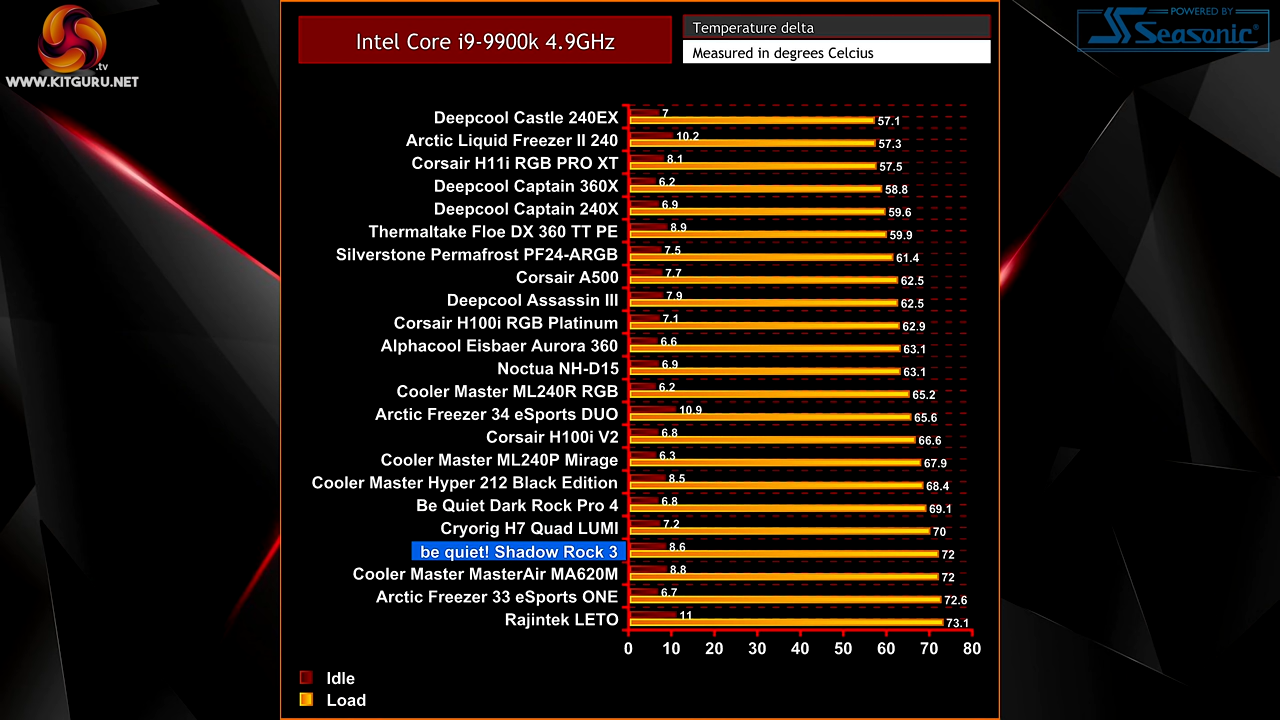 .tv
WWW.KITGURU.NET
Intel Core i9-9900k 4.9GHz
Temperature delta
Measured in degrees Celcius
POWERED BY
Seasonic
Deepcool Castle 240EX 7 57.1
Arctic Liquid Freezer II 240 10.2 57.3
Corsair H11i RGB PRO XT 8.1 57.5
Deepcool Captain 360X 6.2 58.8
Deepcool Captain 240X 6.9 59.6
Thermaltake Floe DX 360 TT PE 8.9 59.9
Silverstone Permafrost PF24-ARGB 7.5 61.4
Corsair A500 7.7 62.5
Deepcool Assassin III 7.9 62.5
Corsair H100i RGB Platinum 7.1 62.9
Alphacool Eisbaer Aurora 360 6.6 63.1
Noctua NH-D15 6.9 63.1
Cooler Master ML240R RGB 6.2 65.2
Arctic Freezer 34 eSports DUO 10.9 65.6
Corsair H100i V2 6.8 66.6
Cooler Master ML240P Mirage 6.3 67.9
Cooler Master Hyper 212 Black Edition 8.5 68.4
Be Quiet Dark Rock Pro 4 6.8 69.1
Cryorig H7 Quad LUMI 7.2 70
be quiet! Shadow Rock 3 8.6 72
Cooler Master MasterAir MA620M 8.8 72
Arctic Freezer 33 eSports ONE 6.7 72.6
Rajintek LETO 11 73.1
0 10 20 30 40 50 60 70 80
Idle
Load